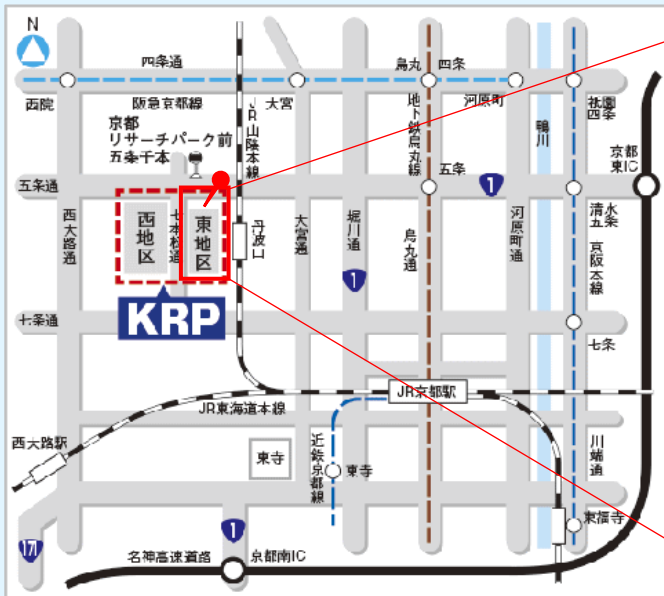 N
四条通
烏丸
四条
西院
阪急京都線
大宮
河原町
祇園
四条
JR山陰本線
地下鉄烏丸線
鴨川
京都
東IC
京都
リサーチパーク前
五条千本
五条通
五条
1
清水
五条
西大路通
西地区
七本松通
東地区
丹波口
大宮通
堀川通
1
烏丸通
河原町通
京阪本線
KRP
七条通
七条
JR京都駅
JR東海道本線
西大路駅
東寺
近鉄京都線
東寺
川端通
東福寺
171
1
名神高速道路
京都南IC